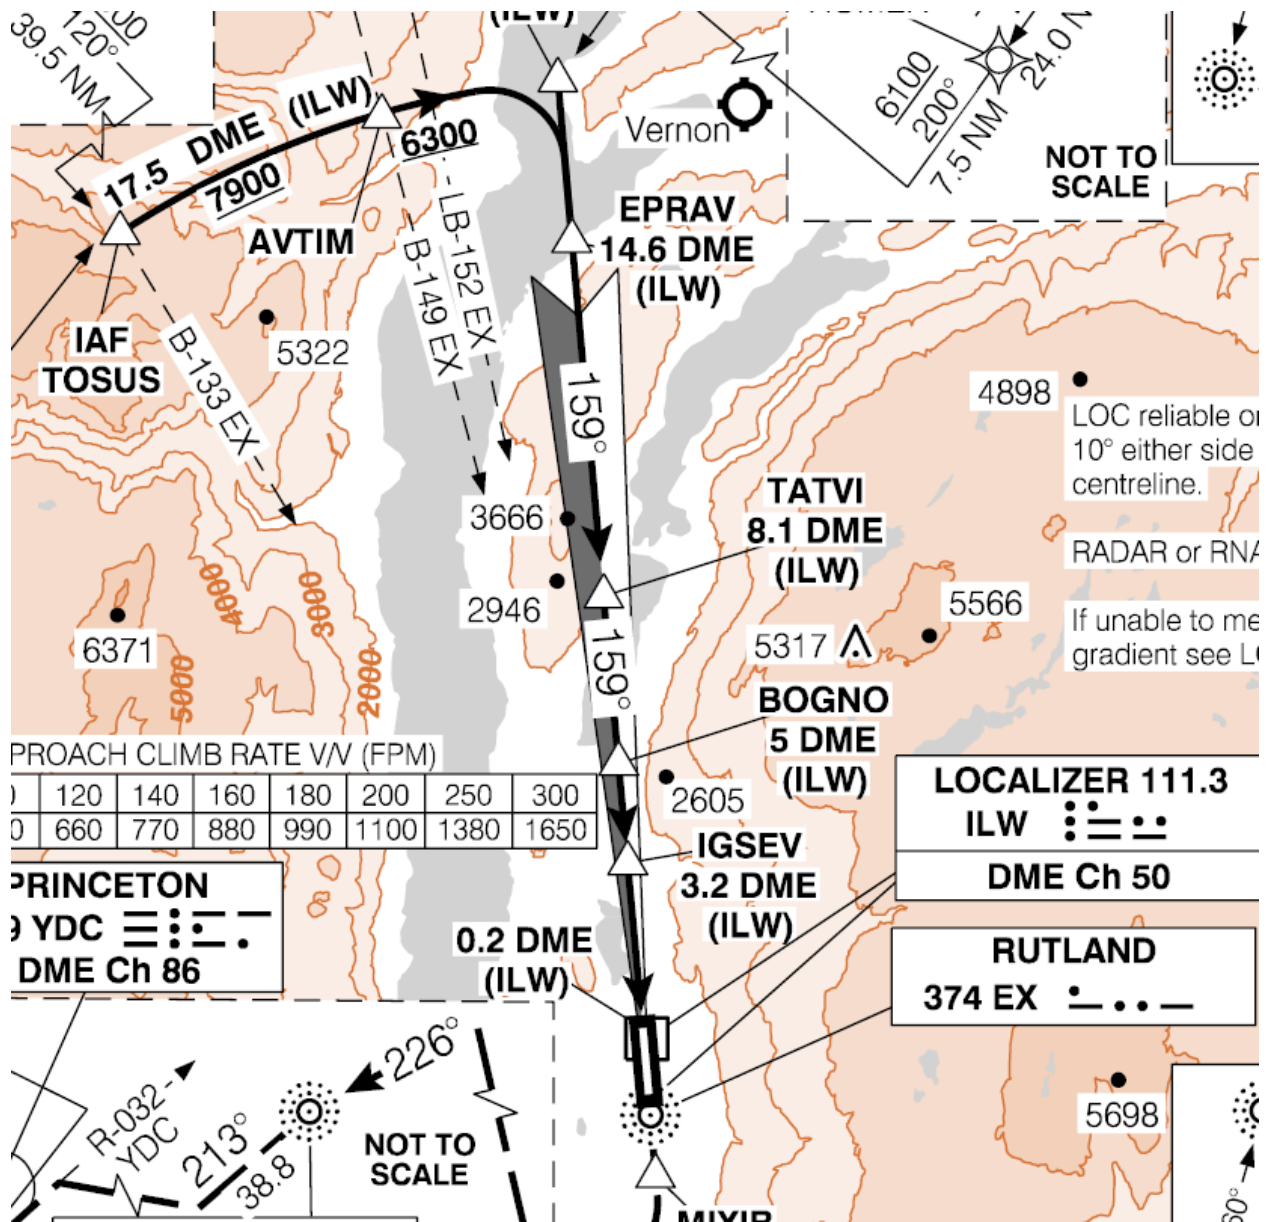 (ILW)
120°
39.5 NM
17.5 DME (ILW)
7900
6300
AVTIM
IAF
TOSUS
B-133 EX
B-149 EX
LB-152 EX
5322
Vernon
EPRAV
14.6 DME
(ILW)
6100
200°
7.5 NM
24.0 N
NOT TO
SCALE
159°
4898
LOC reliable
10° either side
centreline.
3666
TATVI
8.1 DME
(ILW)
RADAR or
2946
5566
4000
3000
If unable to
gradient see
6371
5317
159°
5000
2000
BOGNO
5 DME
(ILW)
PROACH CLIMB RATE V/V (FPM)
120 140 160 180 200 250 300
660 770 880 990 1100 1380 1650
2605
LOCALIZER 111.3
ILW
DME Ch 50
IGSEV
3.2 DME
(ILW)
PRINCETON
9 YDC
DME Ch 86
0.2 DME
(ILW)
RUTLAND
374 EX
226°
R-032
YDC
213°
38.8
NOT TO
SCALE
5698
60°
MIXIR